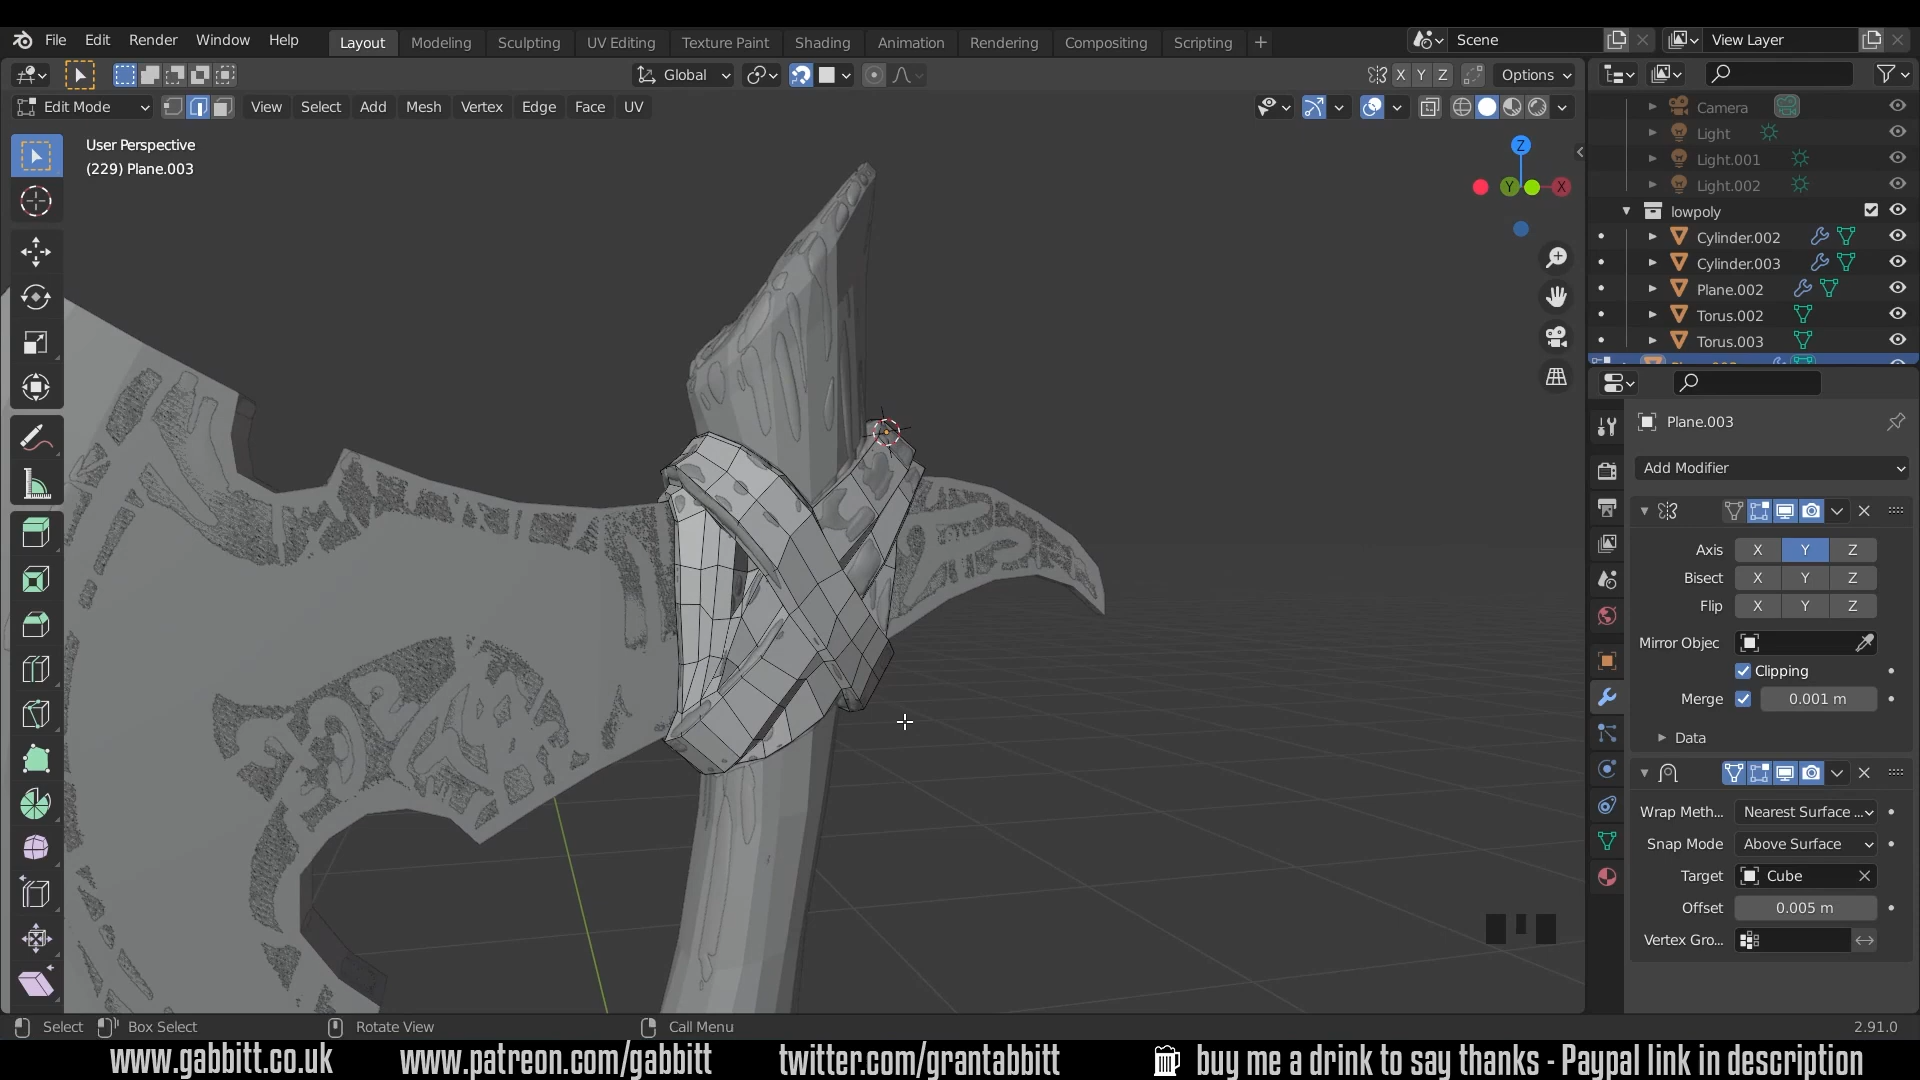 File Edit Render Window Help Layout Modeling Sculpting UV Editing Texture Paint Shading Animation Rendering Compositing Scripting Scene View Layer
Global X Y Z Options
Edit Mode View Select Add Mesh Vertex Edge Face UV
User Perspective
(229) Plane.003
Z
Y X
Camera
Light
Light.001
Light.002
lowpoly
Cylinder.002
Cylinder.003
Plane.002
Torus.002
Torus.003
Plane.003
Add Modifier
Axis X Y Z
Bisect X Y Z
Flip X Y Z
Mirror Objec
Clipping
Merge 0.001 m
Data
Wrap Meth... Nearest Surface ...
Snap Mode Above Surface
Target Cube
Offset 0.005 m
Vertex Gro...
Select Box Select Rotate View Call Menu 2.91.0
www.gabbitt.co.uk www.patreon.com/gabbitt twitter.com/grantabbitt buy me a drink to say thanks - Paypal link in description